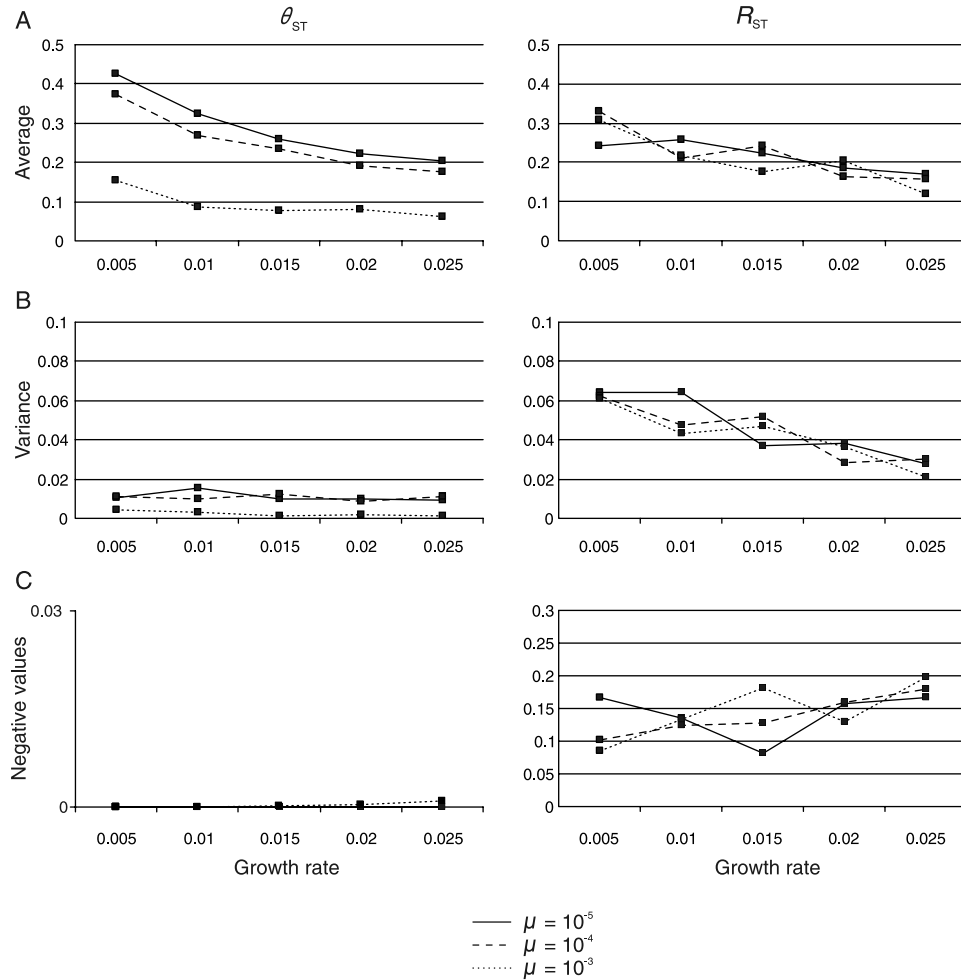 θST
RST
A
Average
0.5
0.4
0.3
0.2
0.1
0
0.005 0.01 0.015 0.02 0.025
0.5
0.4
0.3
0.2
0.1
0
0.005 0.01 0.015 0.02 0.025
B
Variance
0.1
0.08
0.06
0.04
0.02
0
0.005 0.01 0.015 0.02 0.025
0.1
0.08
0.06
0.04
0.02
0
0.005 0.01 0.015 0.02 0.025
C
Negative values
0.03
0
0.005 0.01 0.015 0.02 0.025
Growth rate
0.3
0.25
0.2
0.15
0.1
0.05
0
0.005 0.01 0.015 0.02 0.025
Growth rate
μ = 10⁻⁵
μ = 10⁻⁴
μ = 10⁻³